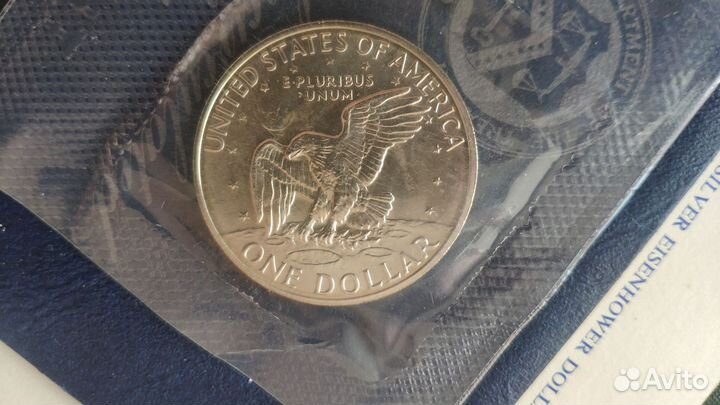 UNITED STATES OF AMERICA
E·PLURIBUS
UNUM
ONE DOLLAR
SILVER EISENHOWER DOLL
Avito